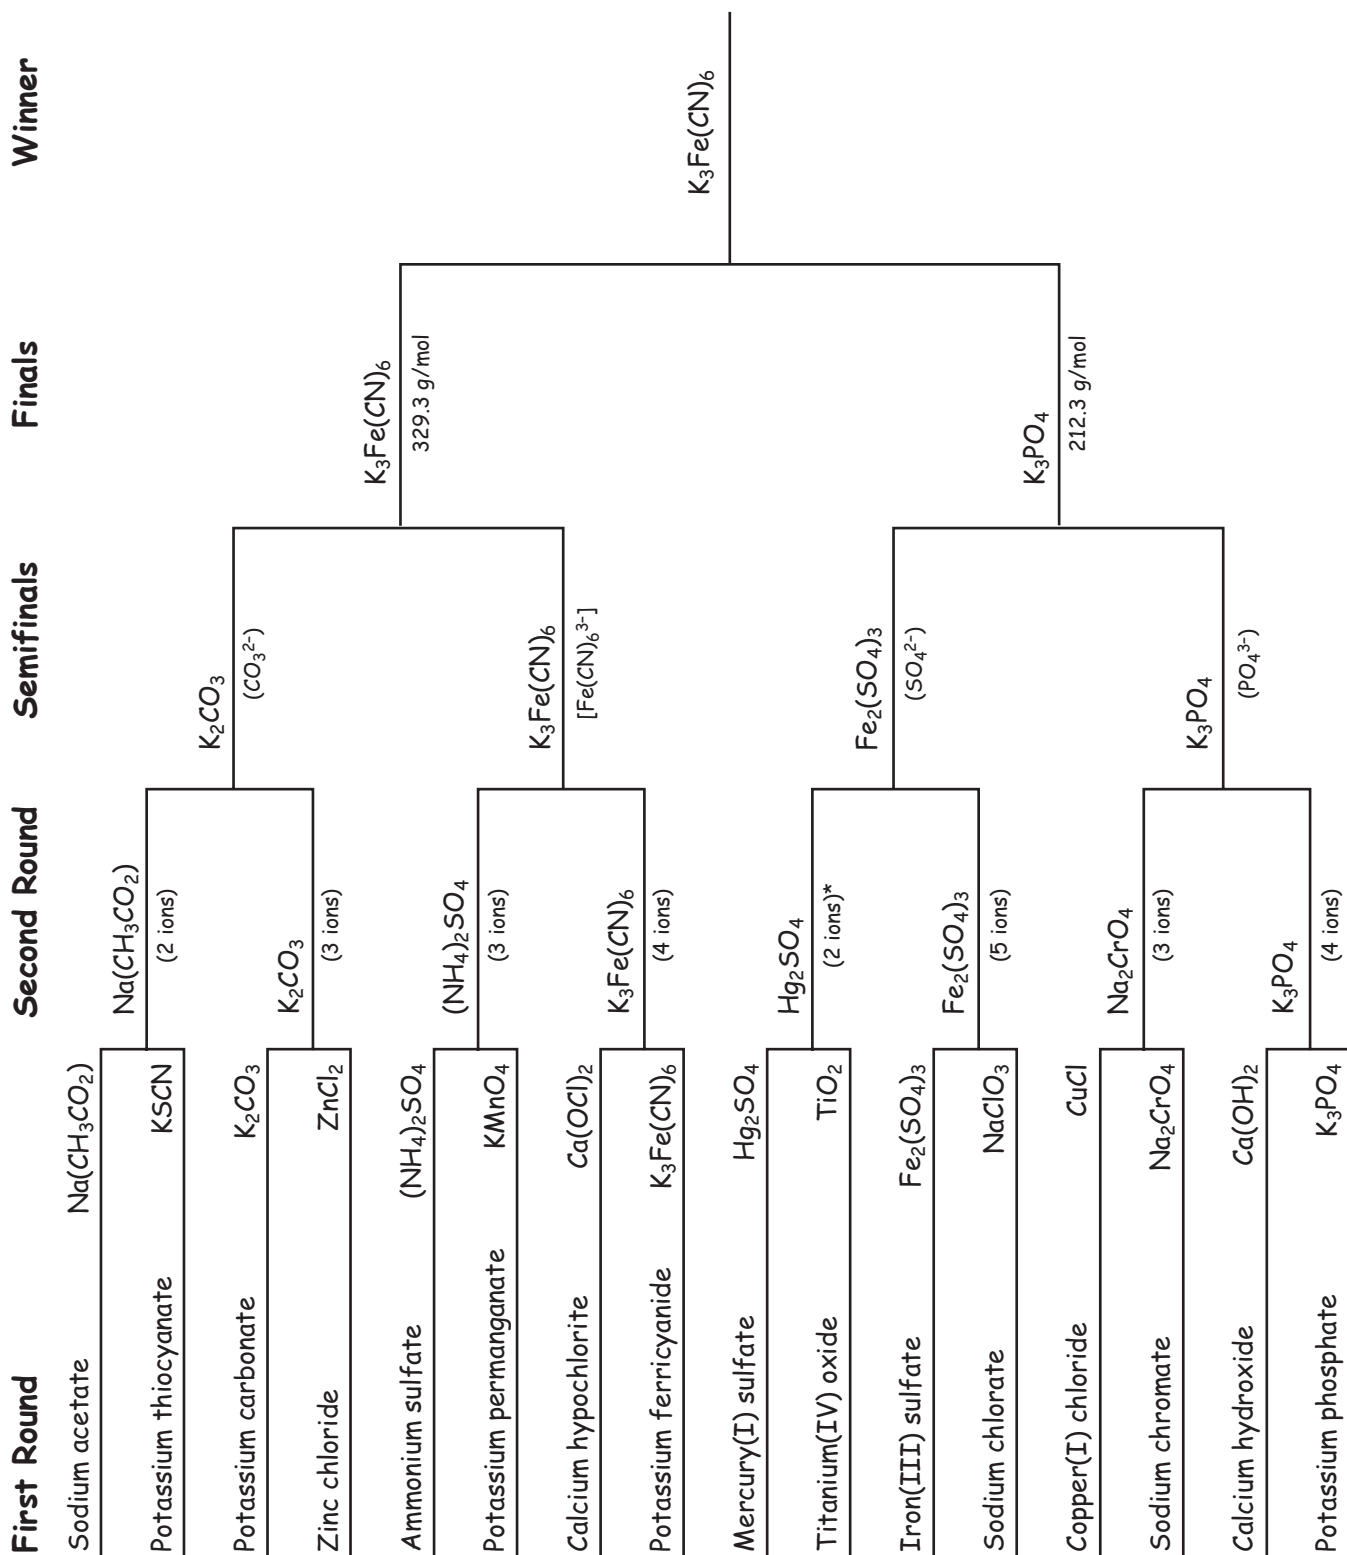 First Round
Second Round
Semifinals
Finals
Winner
Sodium acetate Na(CH₃CO₂)
Potassium thiocyanate KSCN
Potassium carbonate K₂CO₃
Zinc chloride ZnCl₂
Ammonium sulfate (NH₄)₂SO₄
Potassium permanganate KMnO₄
Calcium hypochlorite Ca(OCl)₂
Potassium ferricyanide K₃Fe(CN)₆
Mercury(I) sulfate Hg₂SO₄
Titanium(IV) oxide TiO₂
Iron(III) sulfate Fe₂(SO₄)₃
Sodium chlorate NaClO₃
Copper(I) chloride CuCl
Sodium chromate Na₂CrO₄
Calcium hydroxide Ca(OH)₂
Potassium phosphate K₃PO₄
Na(CH₃CO₂)
(2 ions)
K₂CO₃
(3 ions)
(NH₄)₂SO₄
(3 ions)
K₃Fe(CN)₆
(4 ions)
Hg₂SO₄
(2 ions)*
Fe₂(SO₄)₃
(5 ions)
Na₂CrO₄
(3 ions)
K₃PO₄
(4 ions)
K₂CO₃
(CO₃²⁻)
K₃Fe(CN)₆
[Fe(CN)₆³⁻]
Fe₂(SO₄)₃
(SO₄²⁻)
K₃PO₄
(PO₄³⁻)
K₃Fe(CN)₆
329.3 g/mol
K₃PO₄
212.3 g/mol
K₃Fe(CN)₆